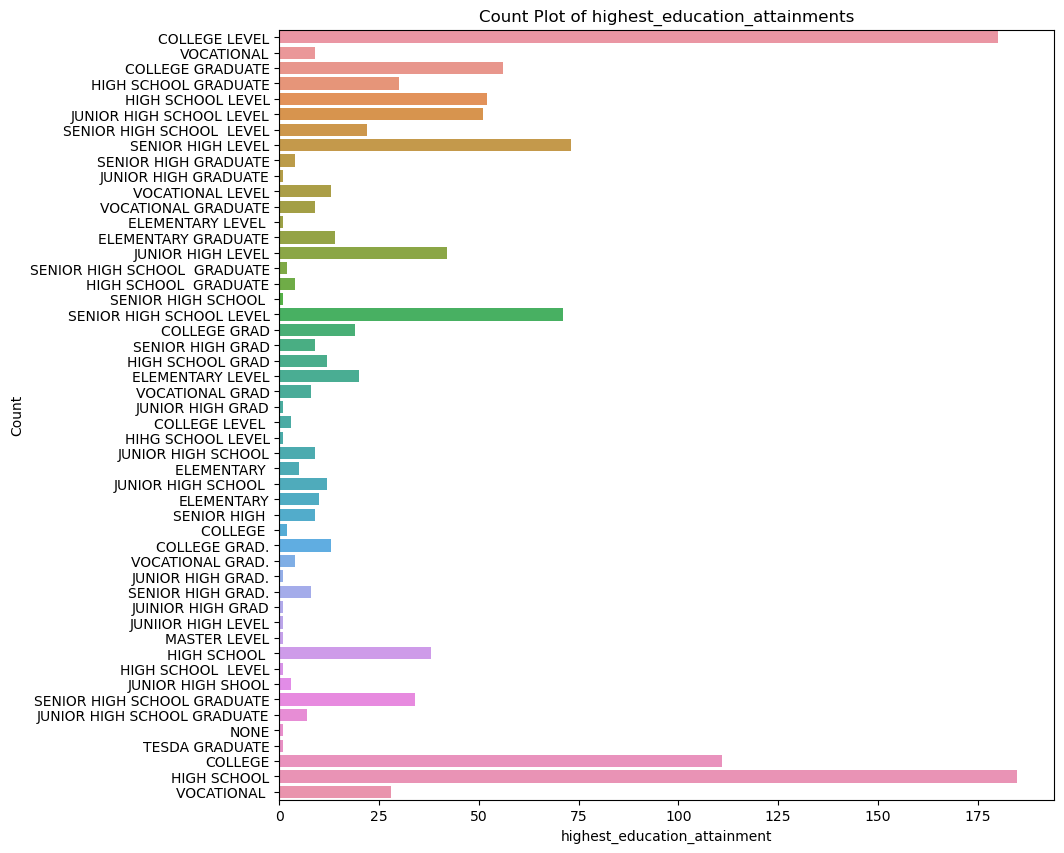 Count Plot of highest_education_attainments
COLLEGE LEVEL
VOCATIONAL
COLLEGE GRADUATE
HIGH SCHOOL GRADUATE
HIGH SCHOOL LEVEL
JUNIOR HIGH SCHOOL LEVEL
SENIOR HIGH SCHOOL  LEVEL
SENIOR HIGH LEVEL
SENIOR HIGH GRADUATE
JUNIOR HIGH GRADUATE
VOCATIONAL LEVEL
VOCATIONAL GRADUATE
ELEMENTARY LEVEL
ELEMENTARY GRADUATE
JUNIOR HIGH LEVEL
SENIOR HIGH SCHOOL  GRADUATE
HIGH SCHOOL  GRADUATE
SENIOR HIGH SCHOOL
SENIOR HIGH SCHOOL LEVEL
COLLEGE GRAD
SENIOR HIGH GRAD
HIGH SCHOOL GRAD
ELEMENTARY LEVEL
VOCATIONAL GRAD
JUNIOR HIGH GRAD
COLLEGE LEVEL
HIHG SCHOOL LEVEL
JUNIOR HIGH SCHOOL
ELEMENTARY
JUNIOR HIGH SCHOOL
ELEMENTARY
SENIOR HIGH
COLLEGE
COLLEGE GRAD.
VOCATIONAL GRAD.
JUNIOR HIGH GRAD.
SENIOR HIGH GRAD.
JUINIOR HIGH GRAD
JUNIIOR HIGH LEVEL
MASTER LEVEL
HIGH SCHOOL
HIGH SCHOOL  LEVEL
JUNIOR HIGH SHOOL
SENIOR HIGH SCHOOL GRADUATE
JUNIOR HIGH SCHOOL GRADUATE
NONE
TESDA GRADUATE
COLLEGE
HIGH SCHOOL
VOCATIONAL
Count
0 25 50 75 100 125 150 175
highest_education_attainment